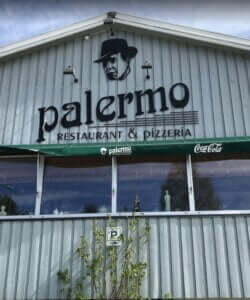 palermo
RESTAURANT & PIZZERIA
palermo
Coca-Cola
P